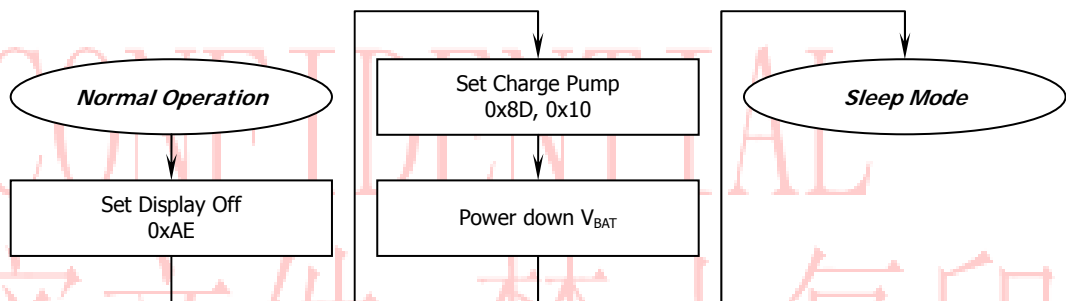 CONFIDENTIAL
Normal Operation
Set Display Off
0xAE
Set Charge Pump
0x8D, 0x10
Power down VBAT
Sleep Mode